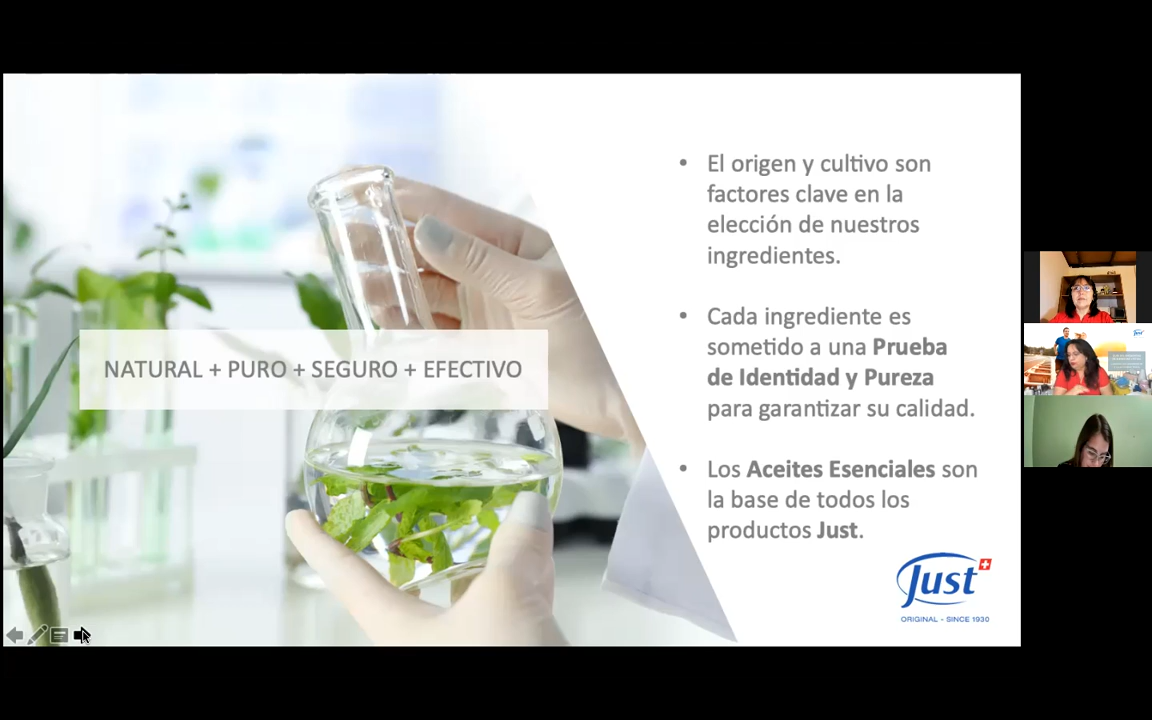 NATURAL + PURO + SEGURO + EFECTIVO
• El origen y cultivo son
factores clave en la
elección de nuestros
ingredientes.
• Cada ingrediente es
sometido a una Prueba
de Identidad y Pureza
para garantizar su calidad.
• Los Aceites Esenciales son
la base de todos los
productos Just.
Just
ORIGINAL - SINCE 1930
Just